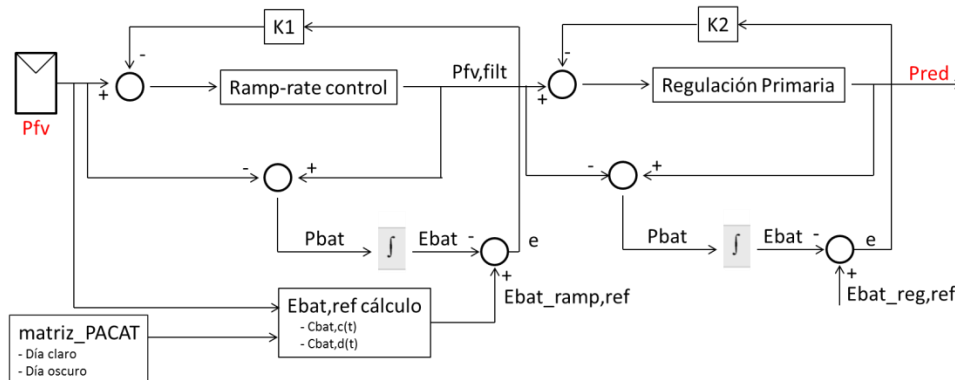 K1
K2
-
-
Pfv,filt
Ramp-rate control
Regulación Primaria
Pred
+
+
Pfv
-
+
-
+
Pbat
∫
Ebat
-
e
Pbat
∫
Ebat
-
e
+
+
Ebat_ramp,ref
Ebat_reg,ref
Ebat,ref cálculo
- Cbat,c(t)
- Cbat,d(t)
matriz_PACAT
- Día claro
- Día oscuro